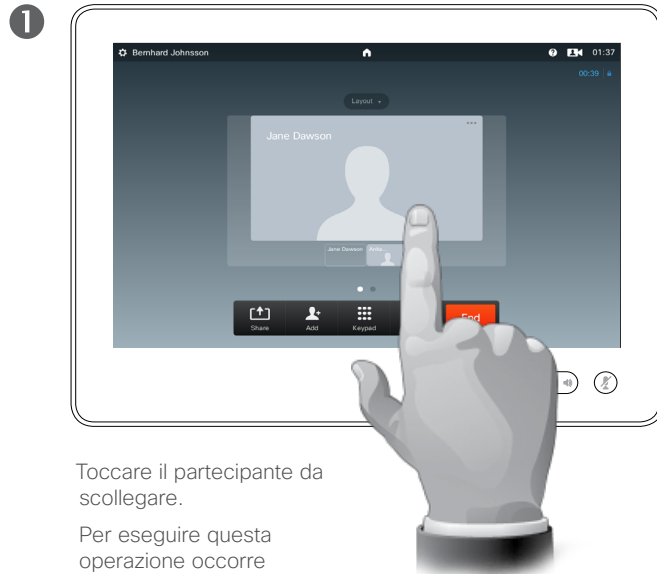 1
Bernhard Johnsson 01:37
00:39
Layout
Jane Dawson
Jane Dawson
Share Add Keypad End
Toccare il partecipante da
scollegare.
Per eseguire questa
operazione occorre